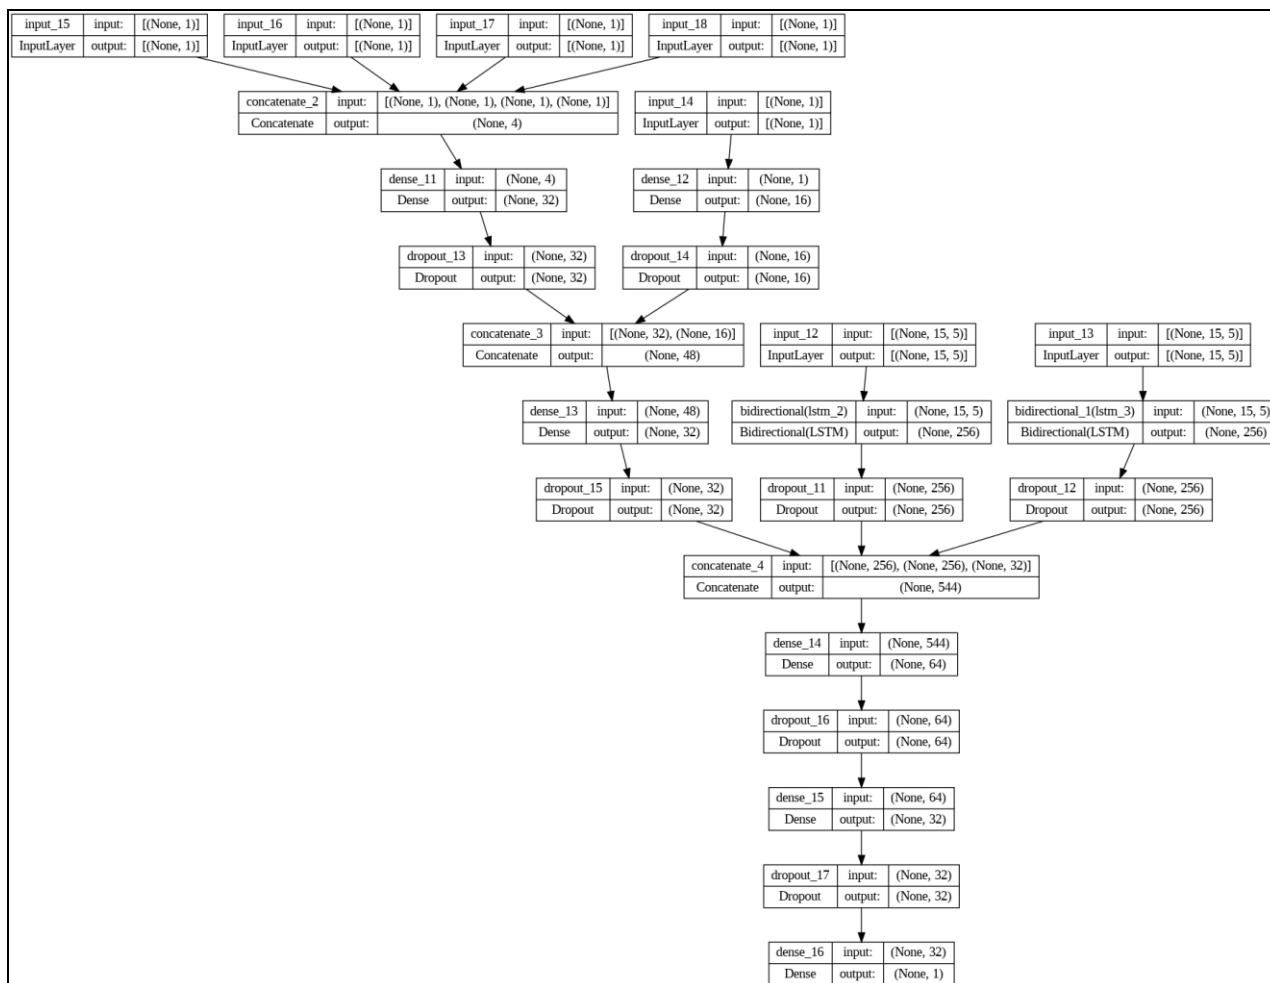 input_15 input: [(None, 1)] input_16 input: [(None, 1)] input_17 input: [(None, 1)] input_18 input: [(None, 1)]
InputLayer output: [(None, 1)] InputLayer output: [(None, 1)] InputLayer output: [(None, 1)] InputLayer output: [(None, 1)]
concatenate_2 input: [(None, 1), (None, 1), (None, 1), (None, 1)] input_14 input: [(None, 1)]
Concatenate output: (None, 4) InputLayer output: [(None, 1)]
dense_11 input: (None, 4) dense_12 input: (None, 1)
Dense output: (None, 32) Dense output: (None, 16)
dropout_13 input: (None, 32) dropout_14 input: (None, 16)
Dropout output: (None, 32) Dropout output: (None, 16)
concatenate_3 input: [(None, 32), (None, 16)] input_12 input: [(None, 15, 5)] input_13 input: [(None, 15, 5)]
Concatenate output: (None, 48) InputLayer output: [(None, 15, 5)] InputLayer output: [(None, 15, 5)]
dense_13 input: (None, 48) bidirectional(lstm_2) input: (None, 15, 5) bidirectional_1(lstm_3) input: (None, 15, 5)
Dense output: (None, 32) Bidirectional(LSTM) output: (None, 256) Bidirectional(LSTM) output: (None, 256)
dropout_15 input: (None, 32) dropout_11 input: (None, 256) dropout_12 input: (None, 256)
Dropout output: (None, 32) Dropout output: (None, 256) Dropout output: (None, 256)
concatenate_4 input: [(None, 256), (None, 256), (None, 32)]
Concatenate output: (None, 544)
dense_14 input: (None, 544)
Dense output: (None, 64)
dropout_16 input: (None, 64)
Dropout output: (None, 64)
dense_15 input: (None, 64)
Dense output: (None, 32)
dropout_17 input: (None, 32)
Dropout output: (None, 32)
dense_16 input: (None, 32)
Dense output: (None, 1)